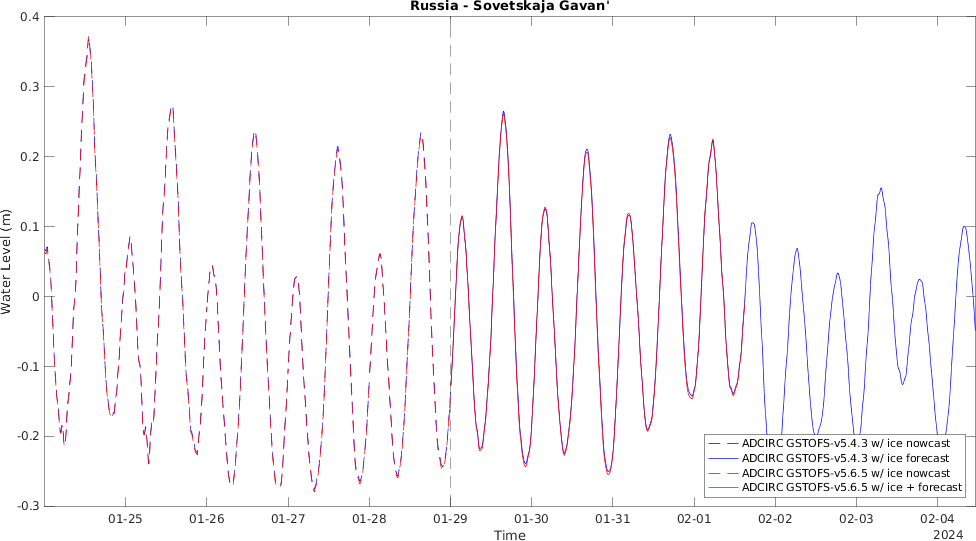 Russia - Sovetskaja Gavan'
Water Level (m)
0.4
0.3
0.2
0.1
0
-0.1
-0.2
-0.3
ADCIRC GSTOFS-v5.4.3 w/ ice nowcast
ADCIRC GSTOFS-v5.4.3 w/ ice forecast
ADCIRC GSTOFS-v5.6.5 w/ ice nowcast
ADCIRC GSTOFS-v5.6.5 w/ ice + forecast
01-25 01-26 01-27 01-28 01-29 01-30 01-31 02-01 02-02 02-03 02-04
Time
2024